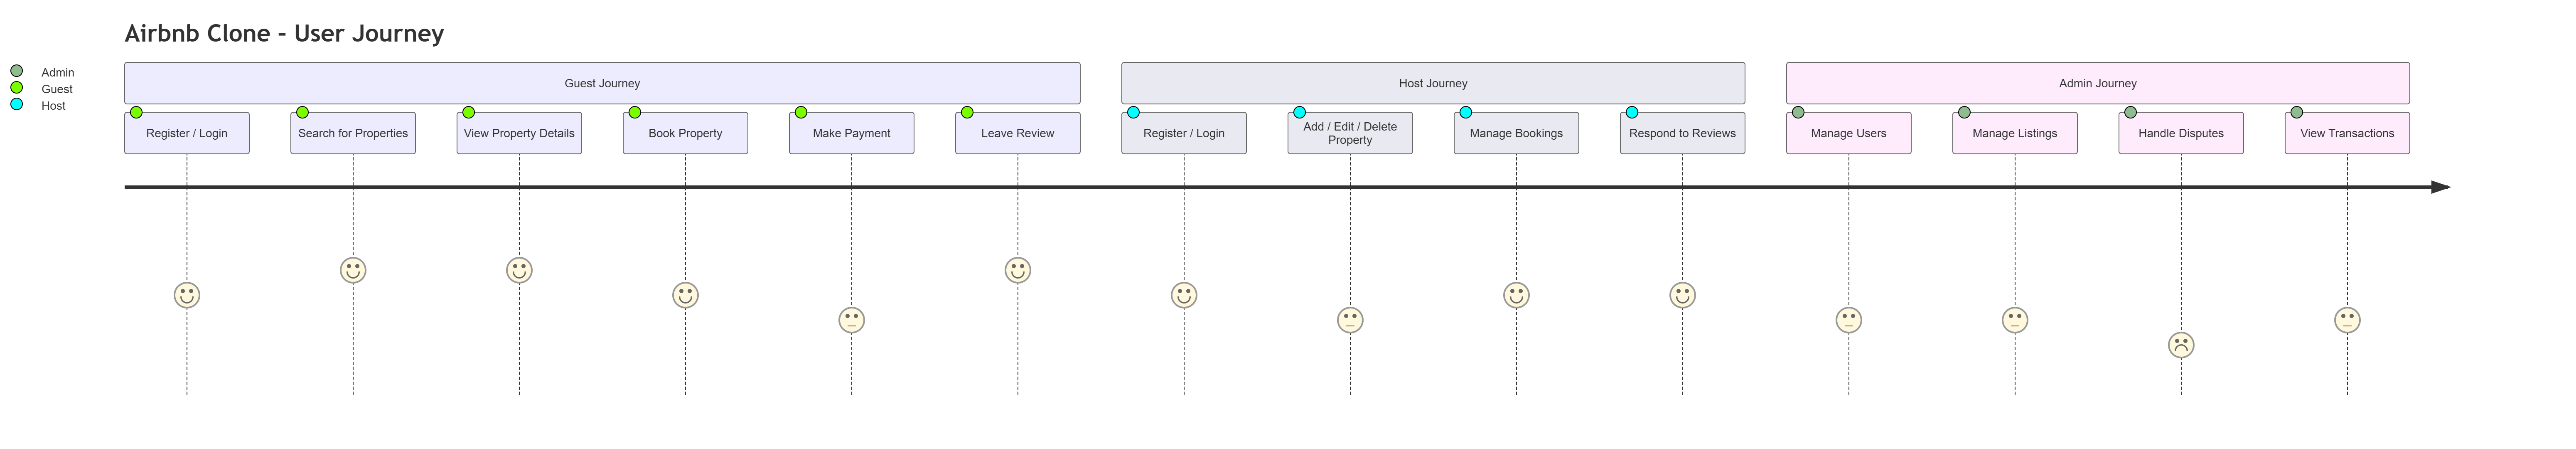 Airbnb Clone - User Journey
Admin
Guest
Host
Guest Journey
Host Journey
Admin Journey
Register / Login
Search for Properties
View Property Details
Book Property
Make Payment
Leave Review
Register / Login
Add / Edit / Delete
Property
Manage Bookings
Respond to Reviews
Manage Users
Manage Listings
Handle Disputes
View Transactions